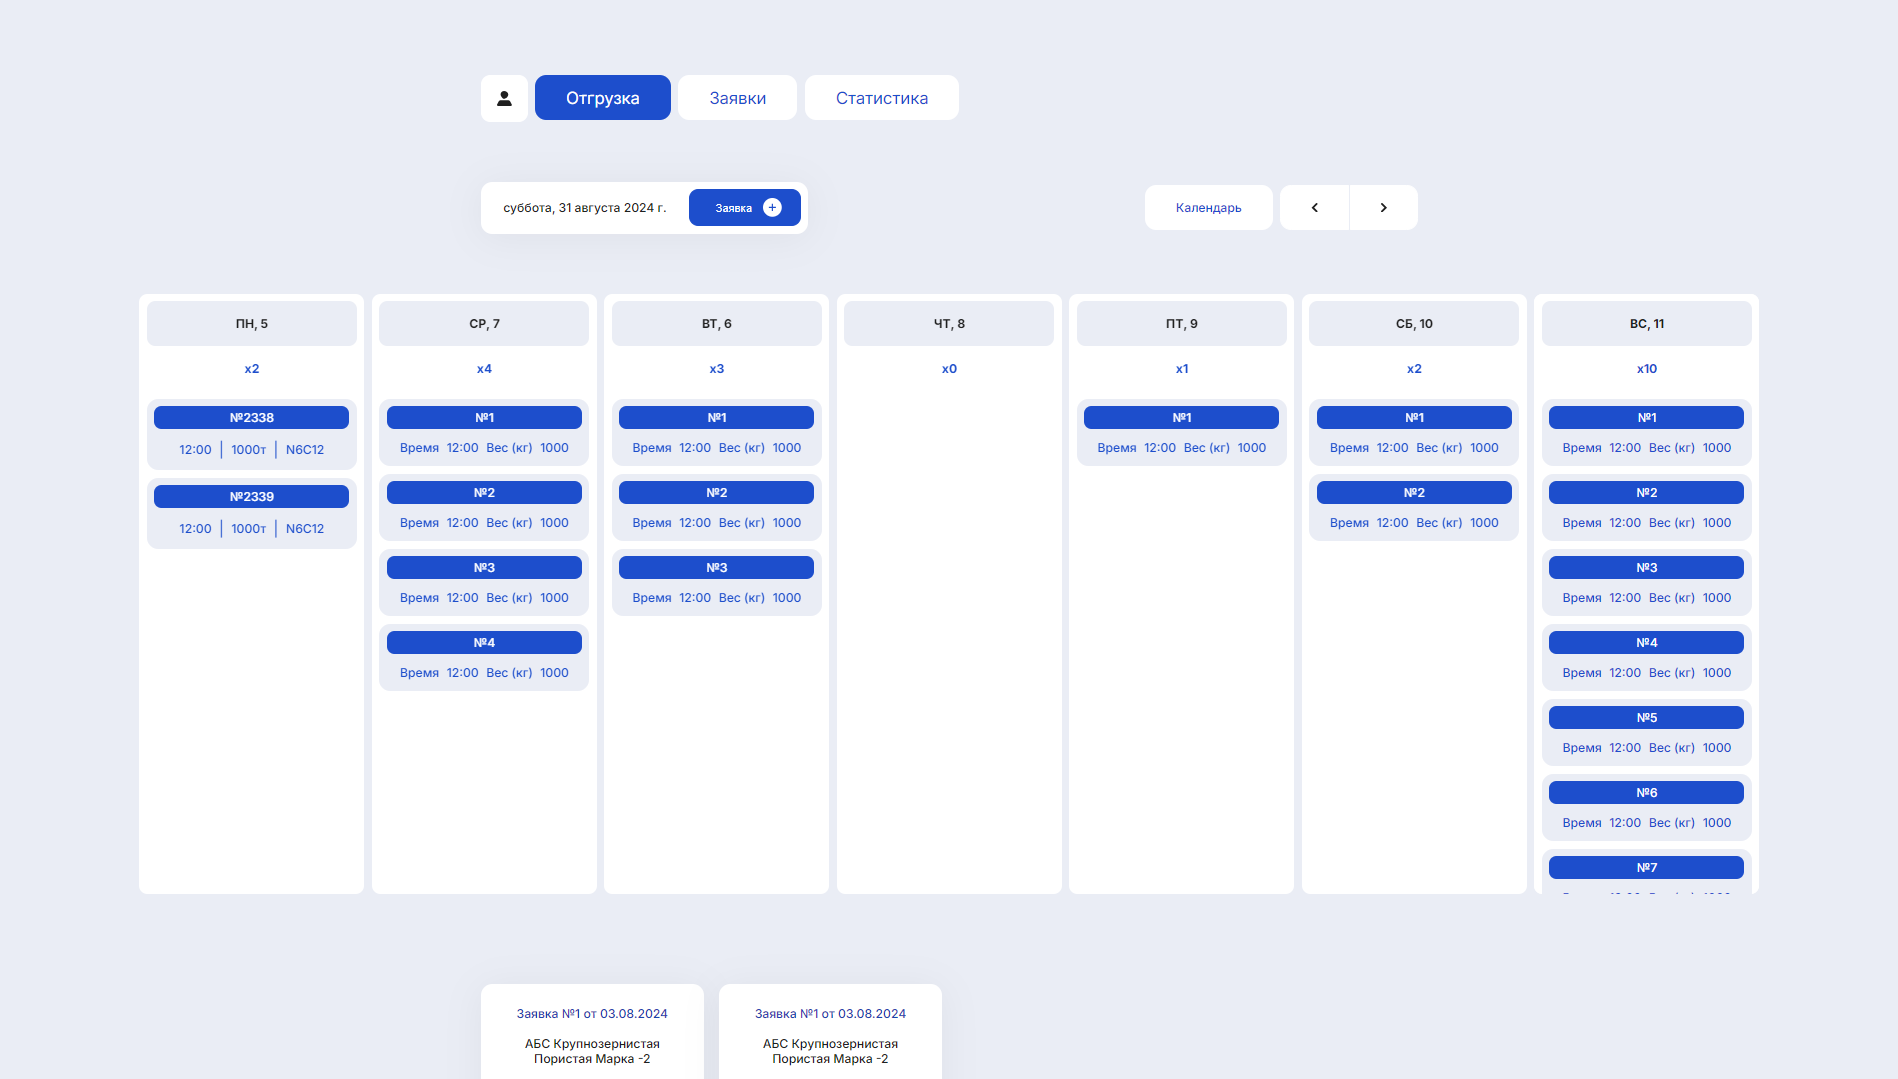 Отгрузка
Заявки
Статистика
суббота, 31 августа 2024 г.
Заявка
Календарь
ПН, 5
x2
№2338
12:00 | 1000т | N6C12
№2339
12:00 | 1000т | N6C12
СР, 7
x4
№1
Время 12:00 Вес (кг) 1000
№2
Время 12:00 Вес (кг) 1000
№3
Время 12:00 Вес (кг) 1000
№4
Время 12:00 Вес (кг) 1000
ВТ, 6
x3
№1
Время 12:00 Вес (кг) 1000
№2
Время 12:00 Вес (кг) 1000
№3
Время 12:00 Вес (кг) 1000
ЧТ, 8
x0
ПТ, 9
x1
№1
Время 12:00 Вес (кг) 1000
СБ, 10
x2
№1
Время 12:00 Вес (кг) 1000
№2
Время 12:00 Вес (кг) 1000
ВС, 11
x10
№1
Время 12:00 Вес (кг) 1000
№2
Время 12:00 Вес (кг) 1000
№3
Время 12:00 Вес (кг) 1000
№4
Время 12:00 Вес (кг) 1000
№5
Время 12:00 Вес (кг) 1000
№6
Время 12:00 Вес (кг) 1000
№7
Заявка №1 от 03.08.2024
АБС Крупнозернистая
Пористая Марка -2
Заявка №1 от 03.08.2024
АБС Крупнозернистая
Пористая Марка -2